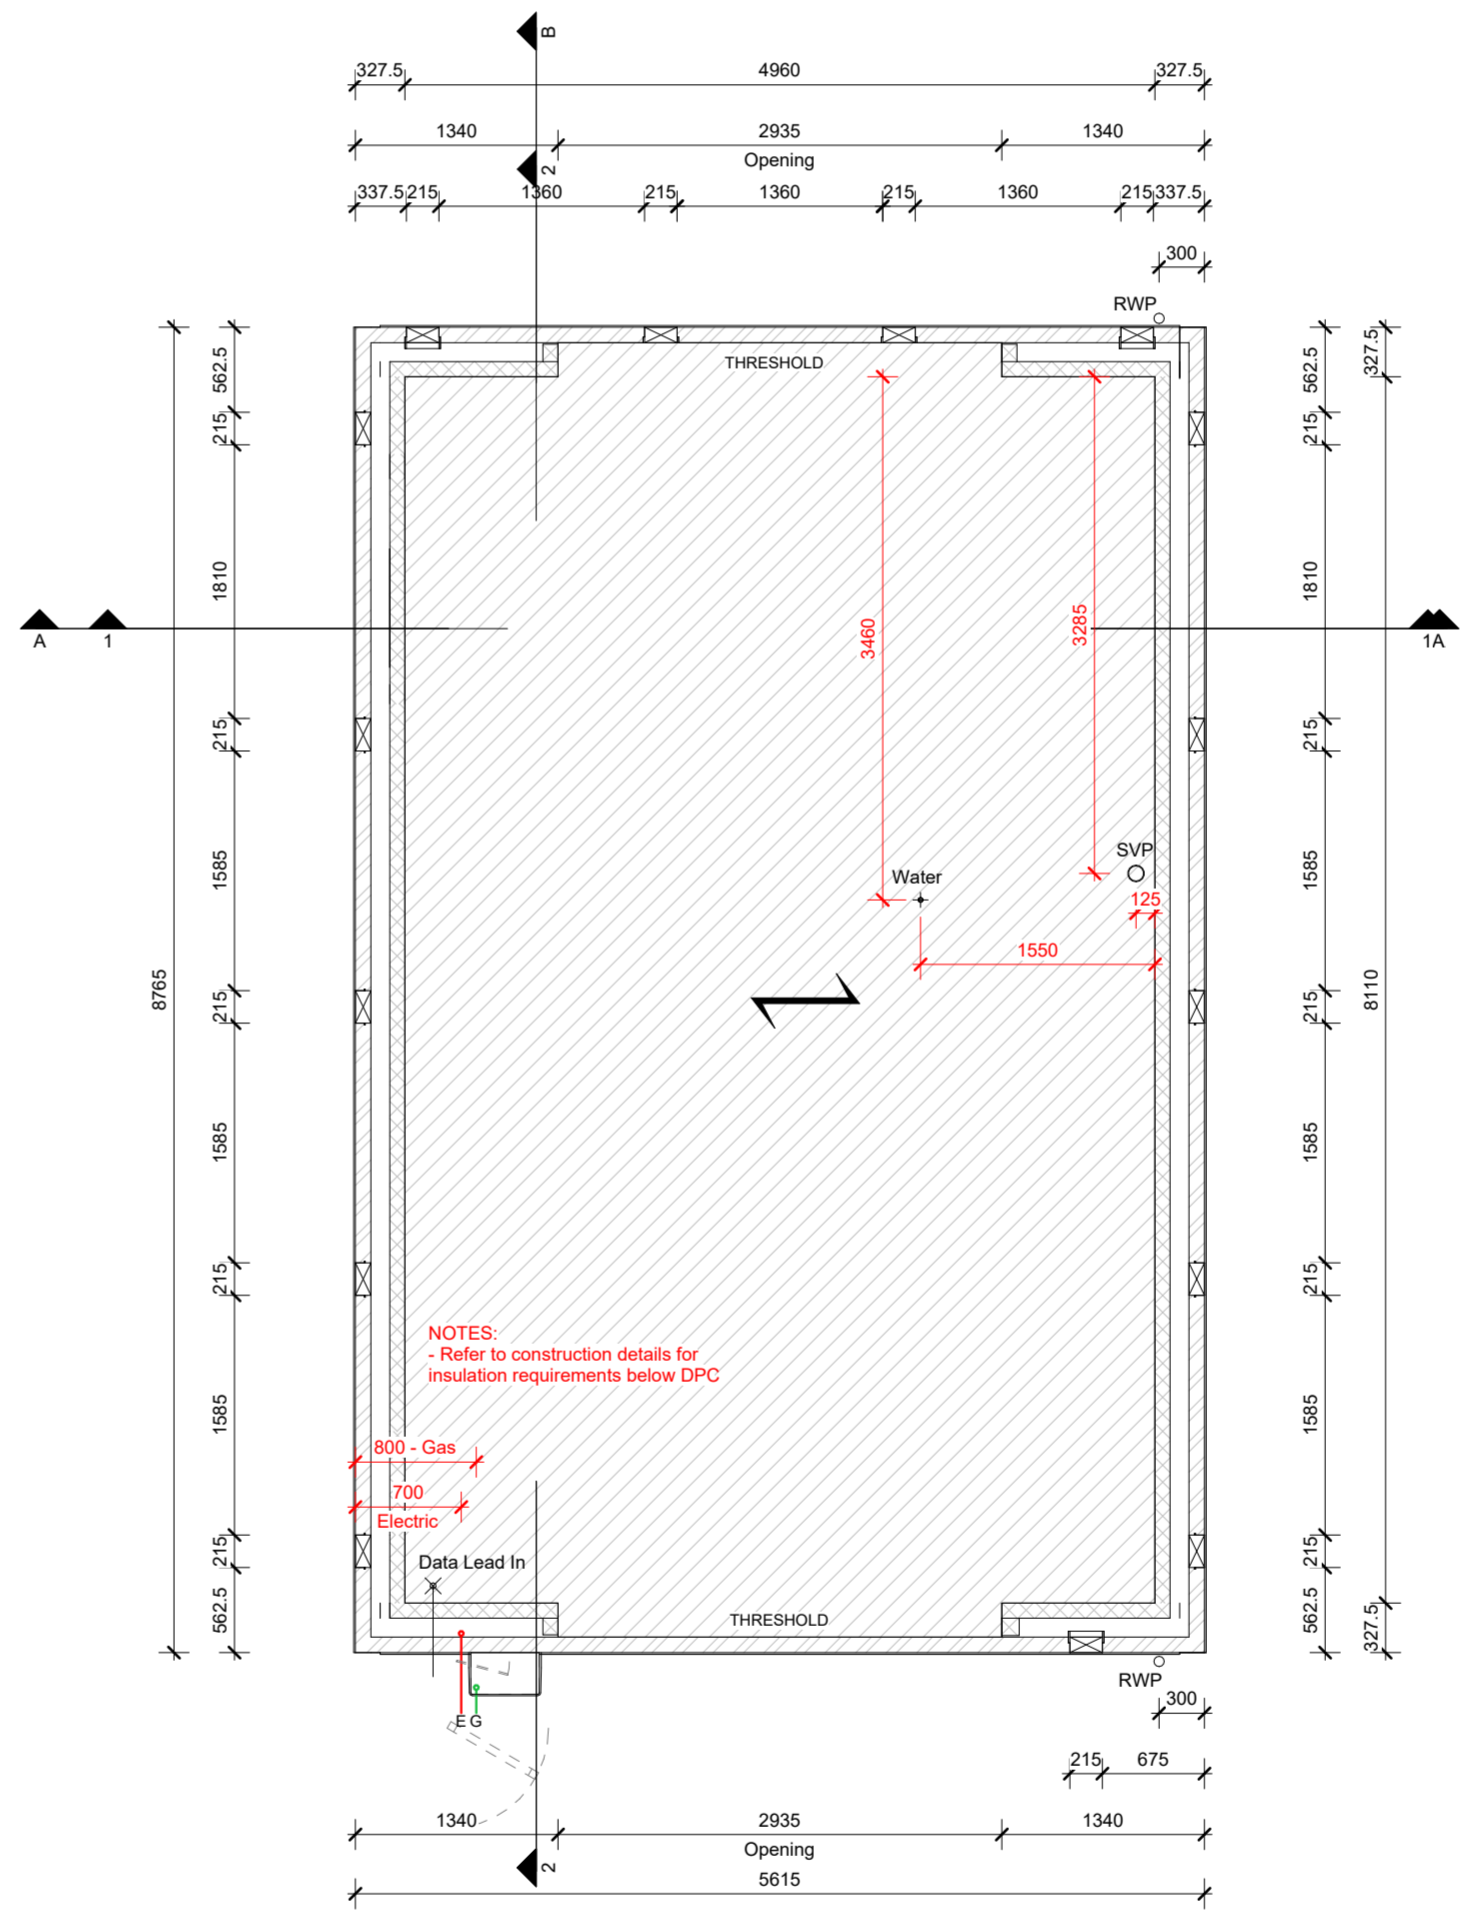 B
327.5 4960 327.5
1340 2935 1340
Opening
2
337.5 215 1360 215 1360 215 1360 215 337.5
300
RWP
THRESHOLD
562.5 562.5 327.5
215 215
1810 1810
3460 3285
A 1 1A
215 215
SVP
1585 1585
Water
125
1550
8765 215 215 8110
1585 1585
215 215
NOTES:
- Refer to construction details for
insulation requirements below DPC
1585 1585
800 - Gas
700
Electric
215 215
Data Lead In
562.5 562.5 327.5
THRESHOLD
RWP
300
E G
215 675
1340 2935 1340
Opening
2
5615